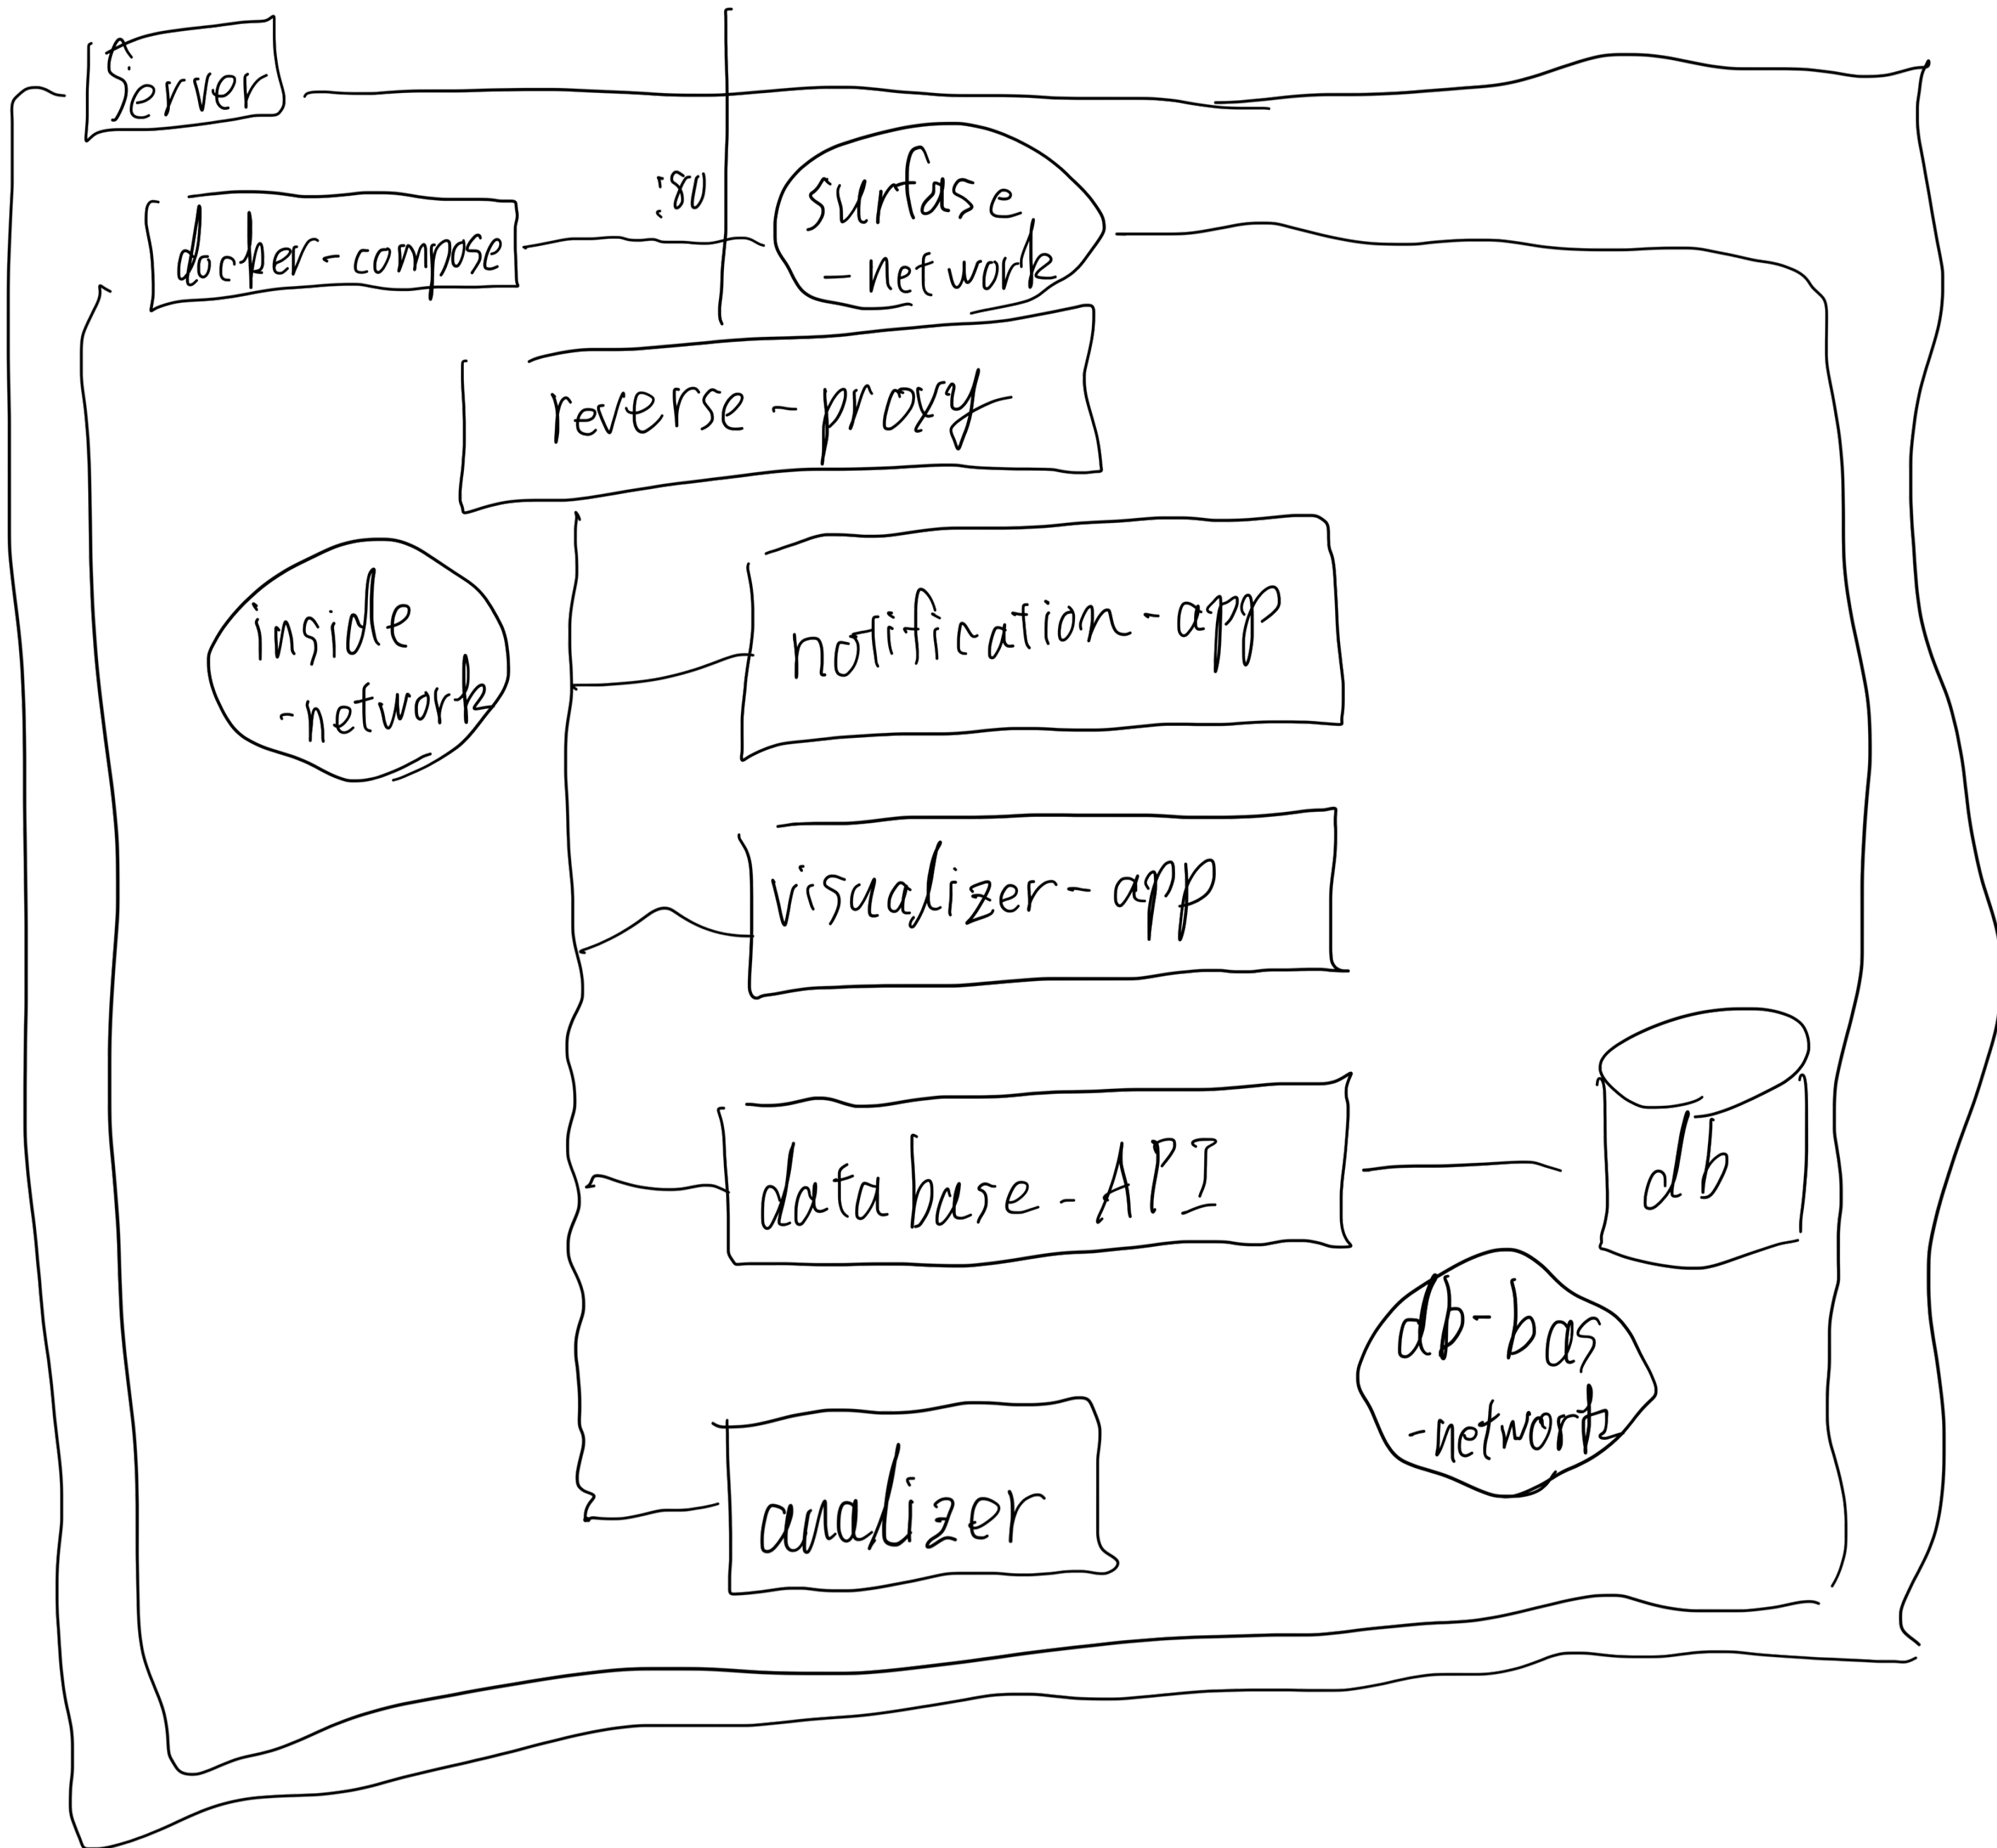 Server
:80
surfase
-network
docker-compose
reverse-proxy
inside
-network
notification-app
visualizer-app
database-API
db
db-bas
-network
analizer